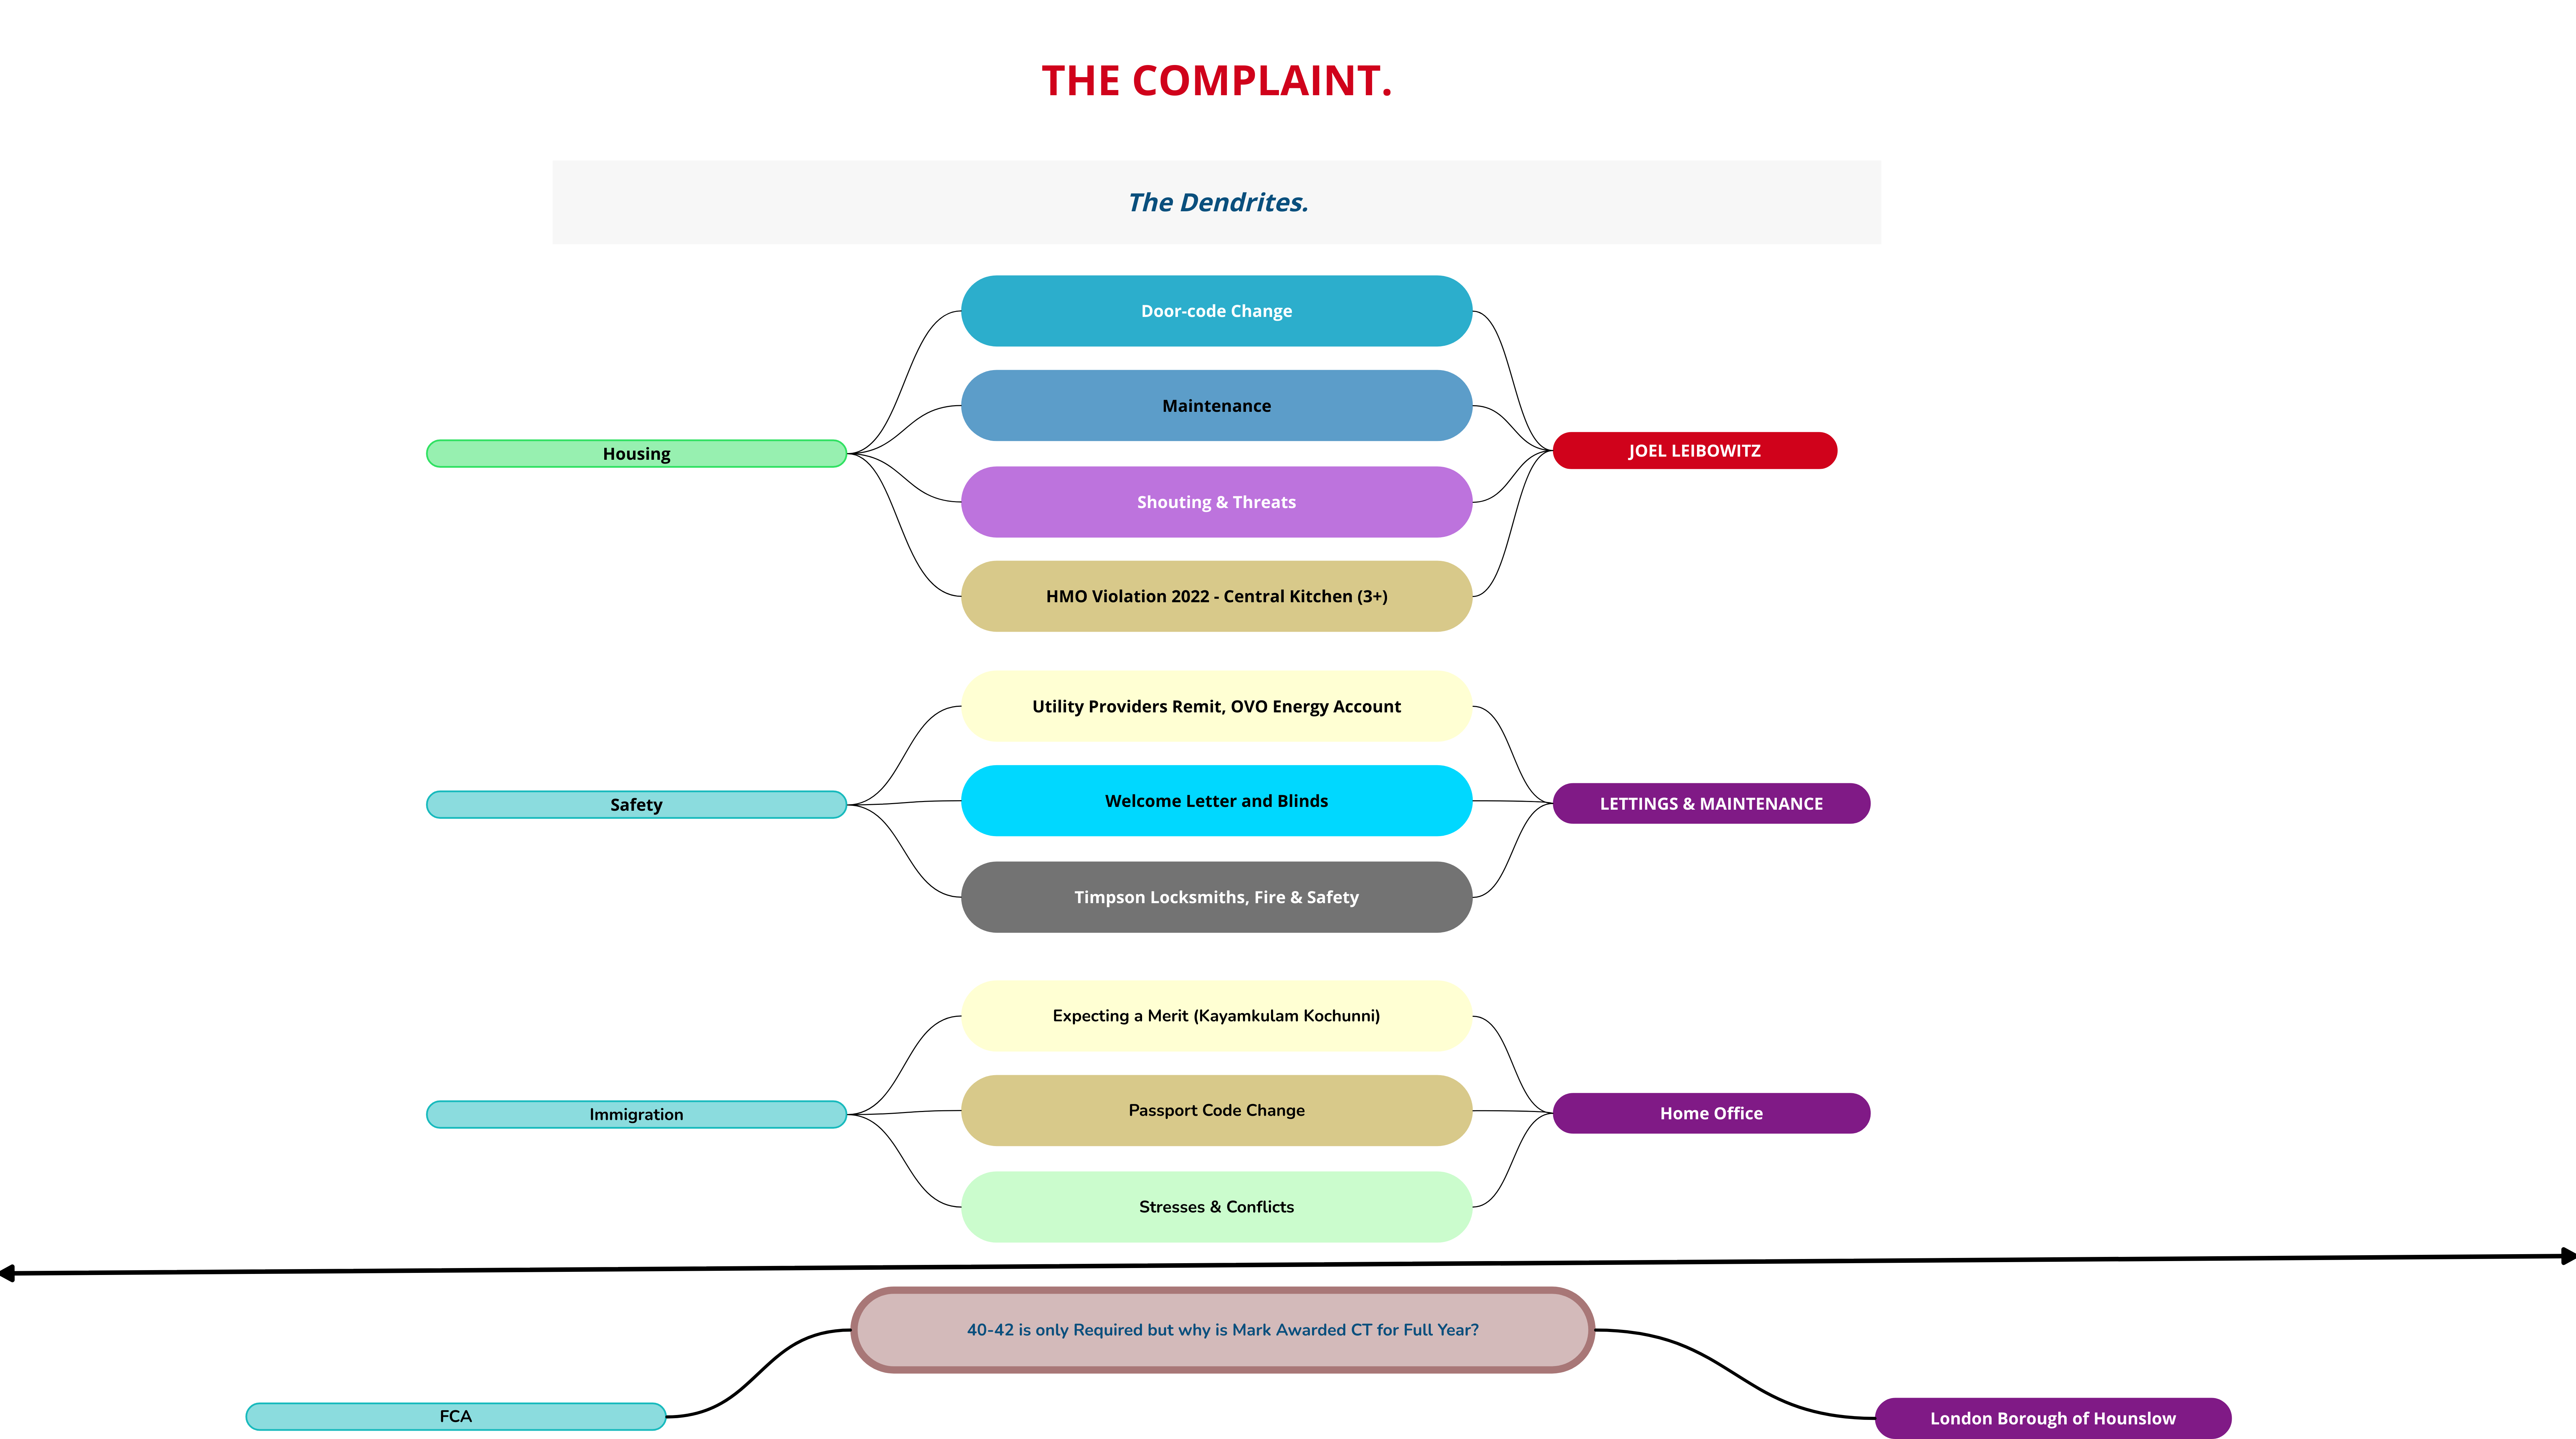 THE COMPLAINT.
The Dendrites.
Door-code Change
Maintenance
Housing
JOEL LEIBOWITZ
Shouting & Threats
HMO Violation 2022 - Central Kitchen (3+)
Utility Providers Remit, OVO Energy Account
Welcome Letter and Blinds
Safety
LETTINGS & MAINTENANCE
Timpson Locksmiths, Fire & Safety
Expecting a Merit (Kayamkulam Kochunni)
Passport Code Change
Immigration
Home Office
Stresses & Conflicts
40-42 is only Required but why is Mark Awarded CT for Full Year?
FCA
London Borough of Hounslow